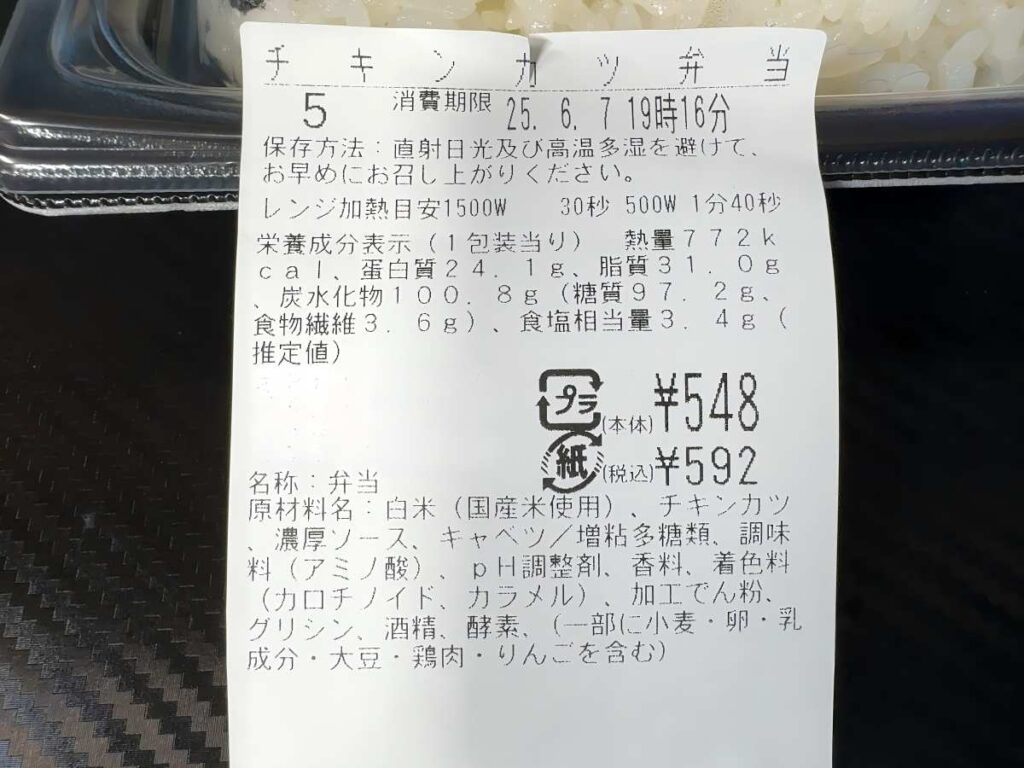 チキンカツ弁当
5 消費期限 25. 6. 7 19時16分
保存方法：直射日光及び高温多湿を避けて、
お早めにお召し上がりください。
レンジ加熱目安1500W 30秒 500W 1分40秒
栄養成分表示（１包装当り） 熱量７７２ｋ
ｃａｌ、蛋白質２４．１ｇ、脂質３１．０ｇ
、炭水化物１００．８ｇ（糖質９７．２ｇ、
食物繊維３．６ｇ）、食塩相当量３．４ｇ（
推定値）
プラ (本体) ¥548
紙 (税込) ¥592
名称：弁当
原材料名：白米（国産米使用）、チキンカツ
、濃厚ソース、キャベツ／増粘多糖類、調味
料（アミノ酸）、ｐＨ調整剤、香料、着色料
（カロチノイド、カラメル）、加工でん粉、
グリシン、酒精、酵素、（一部に小麦・卵・乳
成分・大豆・鶏肉・りんごを含む）